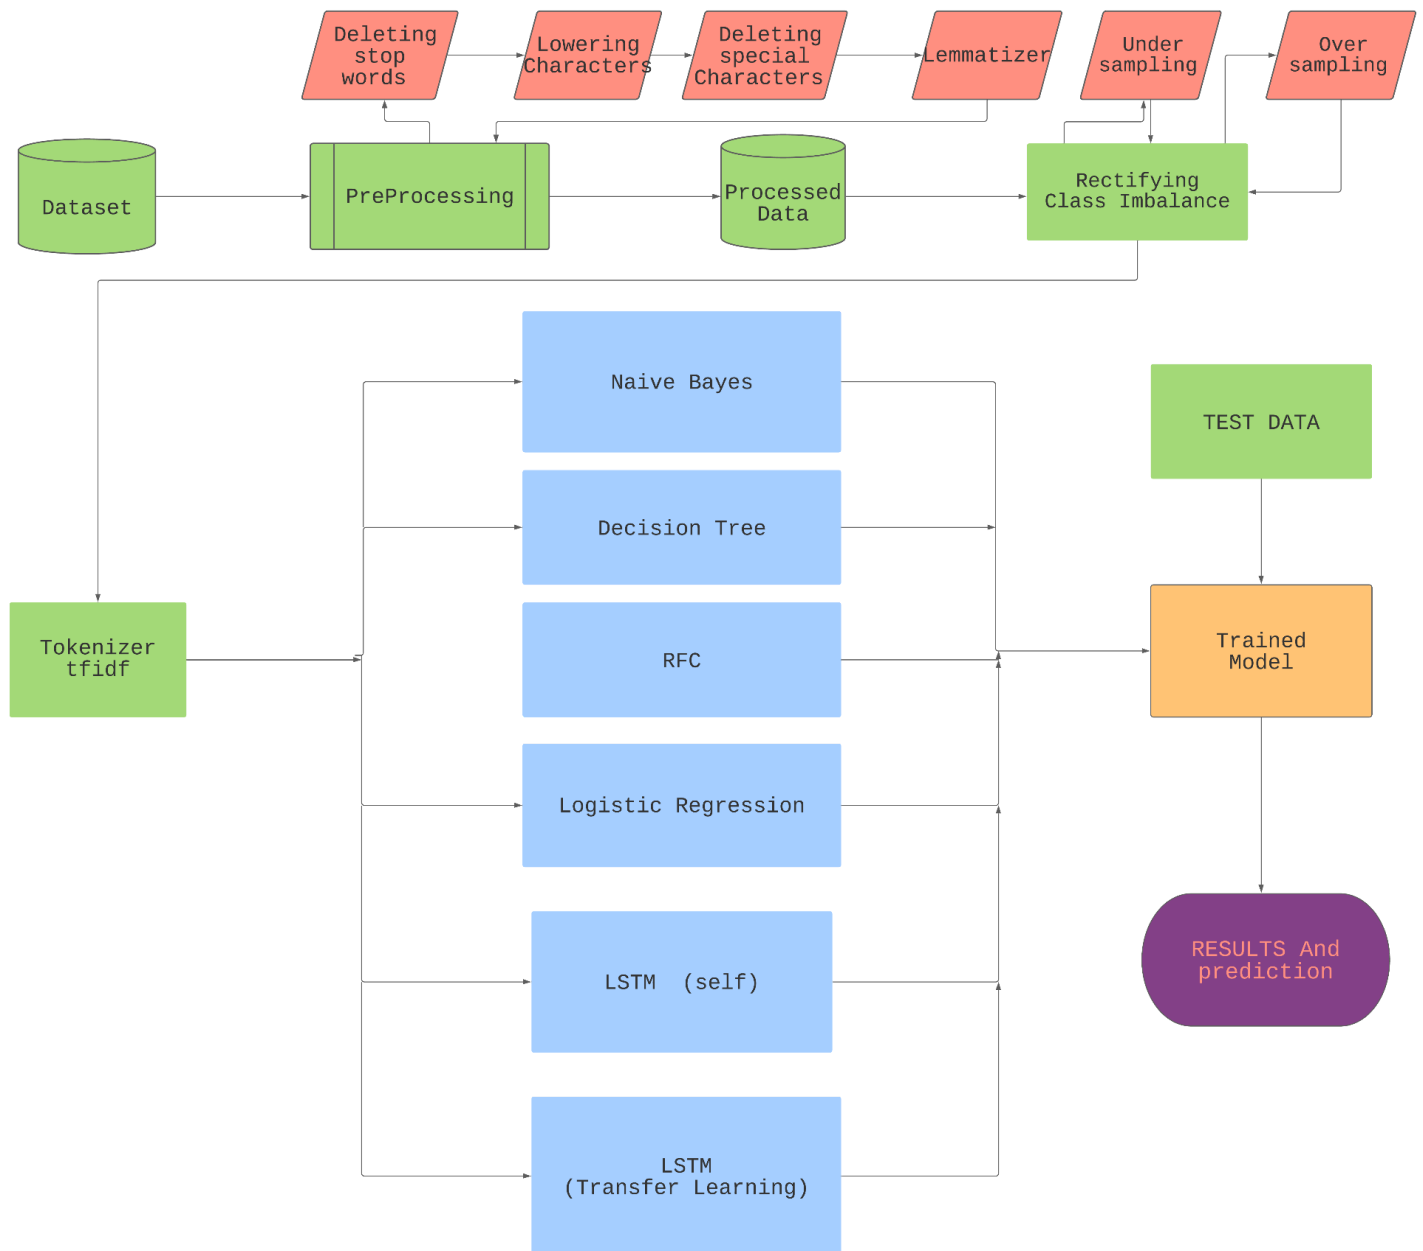 Deleting
stop
words
Lowering
Characters
Deleting
special
Characters
Lemmatizer
Under
sampling
Over
sampling
Dataset
PreProcessing
Processed
Data
Rectifying
Class Imbalance
Naive Bayes
TEST DATA
Decision Tree
Tokenizer
tfidf
RFC
Trained
Model
Logistic Regression
LSTM  (self)
RESULTS And
prediction
LSTM
(Transfer Learning)